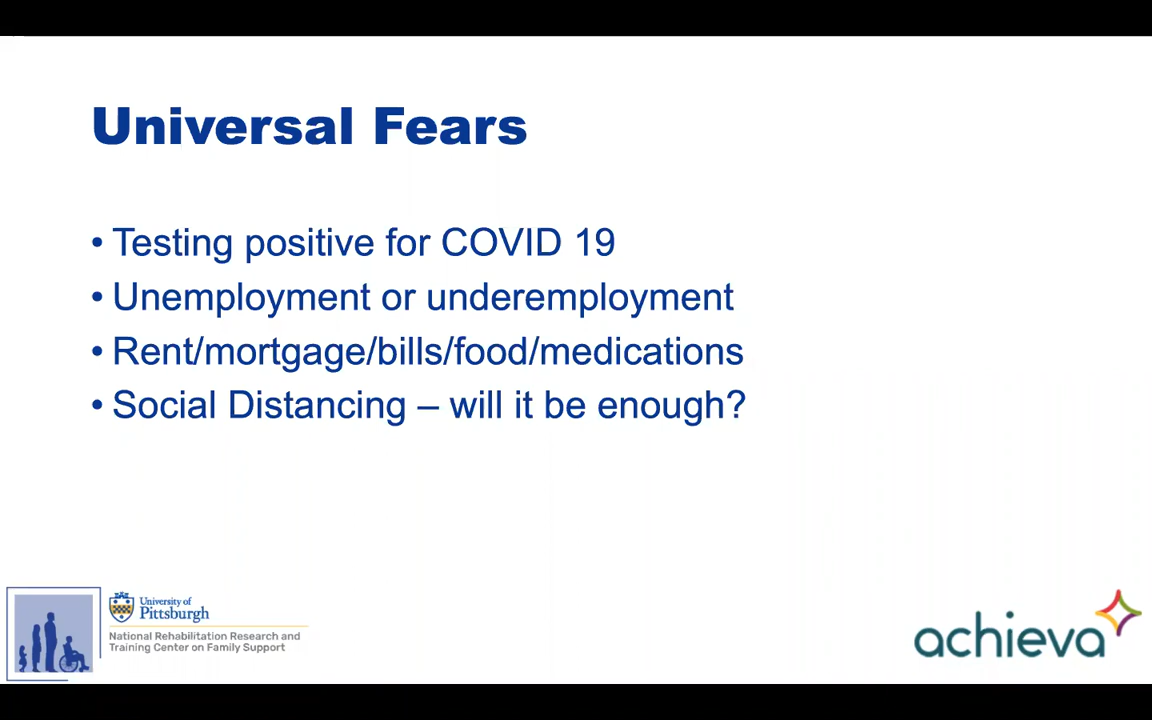 Universal Fears
• Testing positive for COVID 19
• Unemployment or underemployment
• Rent/mortgage/bills/food/medications
• Social Distancing – will it be enough?
University of
Pittsburgh
National Rehabilitation Research and
Training Center on Family Support
achieva